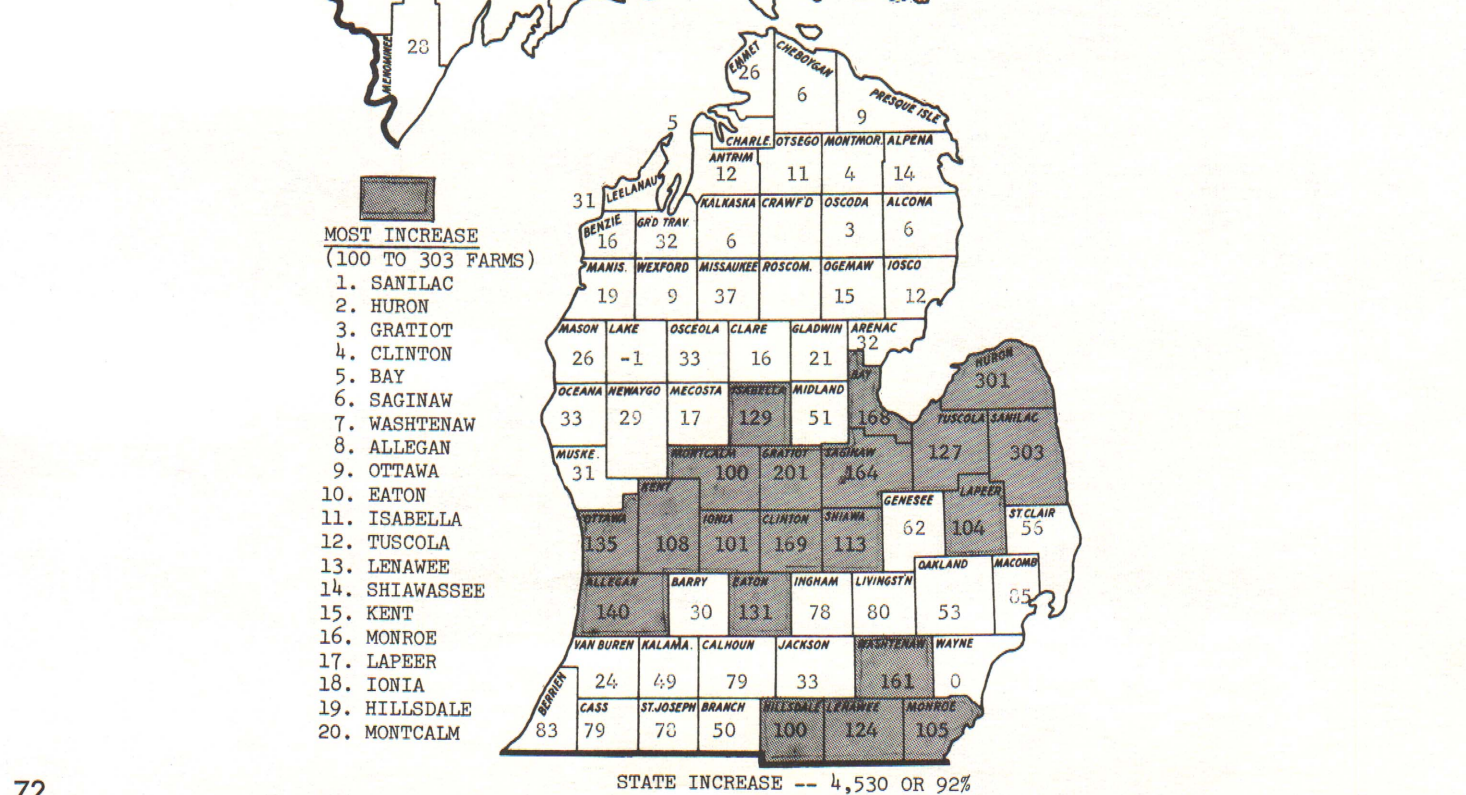 MENOMINEE
28
EMMET
26
CHEBOYGAN
6
PRESQUE ISLE
9
5
CHARLE. OTSEGO MONTMOR. ALPENA
ANTRIM
12 11 4 14
31 LEELANAU
KALKASKA CRAWF'D OSCODA ALCONA
BENZIE GR'D TRAV.
16 32 6 3 6
MANIS. WEXFORD MISSAUKEE ROSCOM. OGEMAW IOSCO
19 9 37 15 12
MASON LAKE OSCEOLA CLARE GLADWIN ARENAC
32
26 -1 33 16 21
BAY
168
HURON
301
OCEANA NEWAYGO MECOSTA ISABELLA MIDLAND
33 29 17 129 51
TUSCOLA SANILAC
127 303
MUSKE. MONTCALM GRATIOT SAGINAW
31 100 201 164
KENT
108
GENESEE LAPEER ST.CLAIR
62 104 56
OTTAWA IONIA CLINTON SHIAWA.
135 101 169 113
OAKLAND MACOMB
53
ALLEGAN BARRY EATON INGHAM LIVINGST'N
140 30 131 78 80
VAN BUREN KALAMA. CALHOUN JACKSON WASHTENAW WAYNE
24 49 79 33 161 0
BERRIEN CASS ST.JOSEPH BRANCH HILLSDALE LENAWEE MONROE
83 79 78 50 100 124 105
MOST INCREASE
(100 TO 303 FARMS)
1. SANILAC
2. HURON
3. GRATIOT
4. CLINTON
5. BAY
6. SAGINAW
7. WASHTENAW
8. ALLEGAN
9. OTTAWA
10. EATON
11. ISABELLA
12. TUSCOLA
13. LENAWEE
14. SHIAWASSEE
15. KENT
16. MONROE
17. LAPEER
18. IONIA
19. HILLSDALE
20. MONTCALM
STATE INCREASE -- 4,530 OR 92%
72